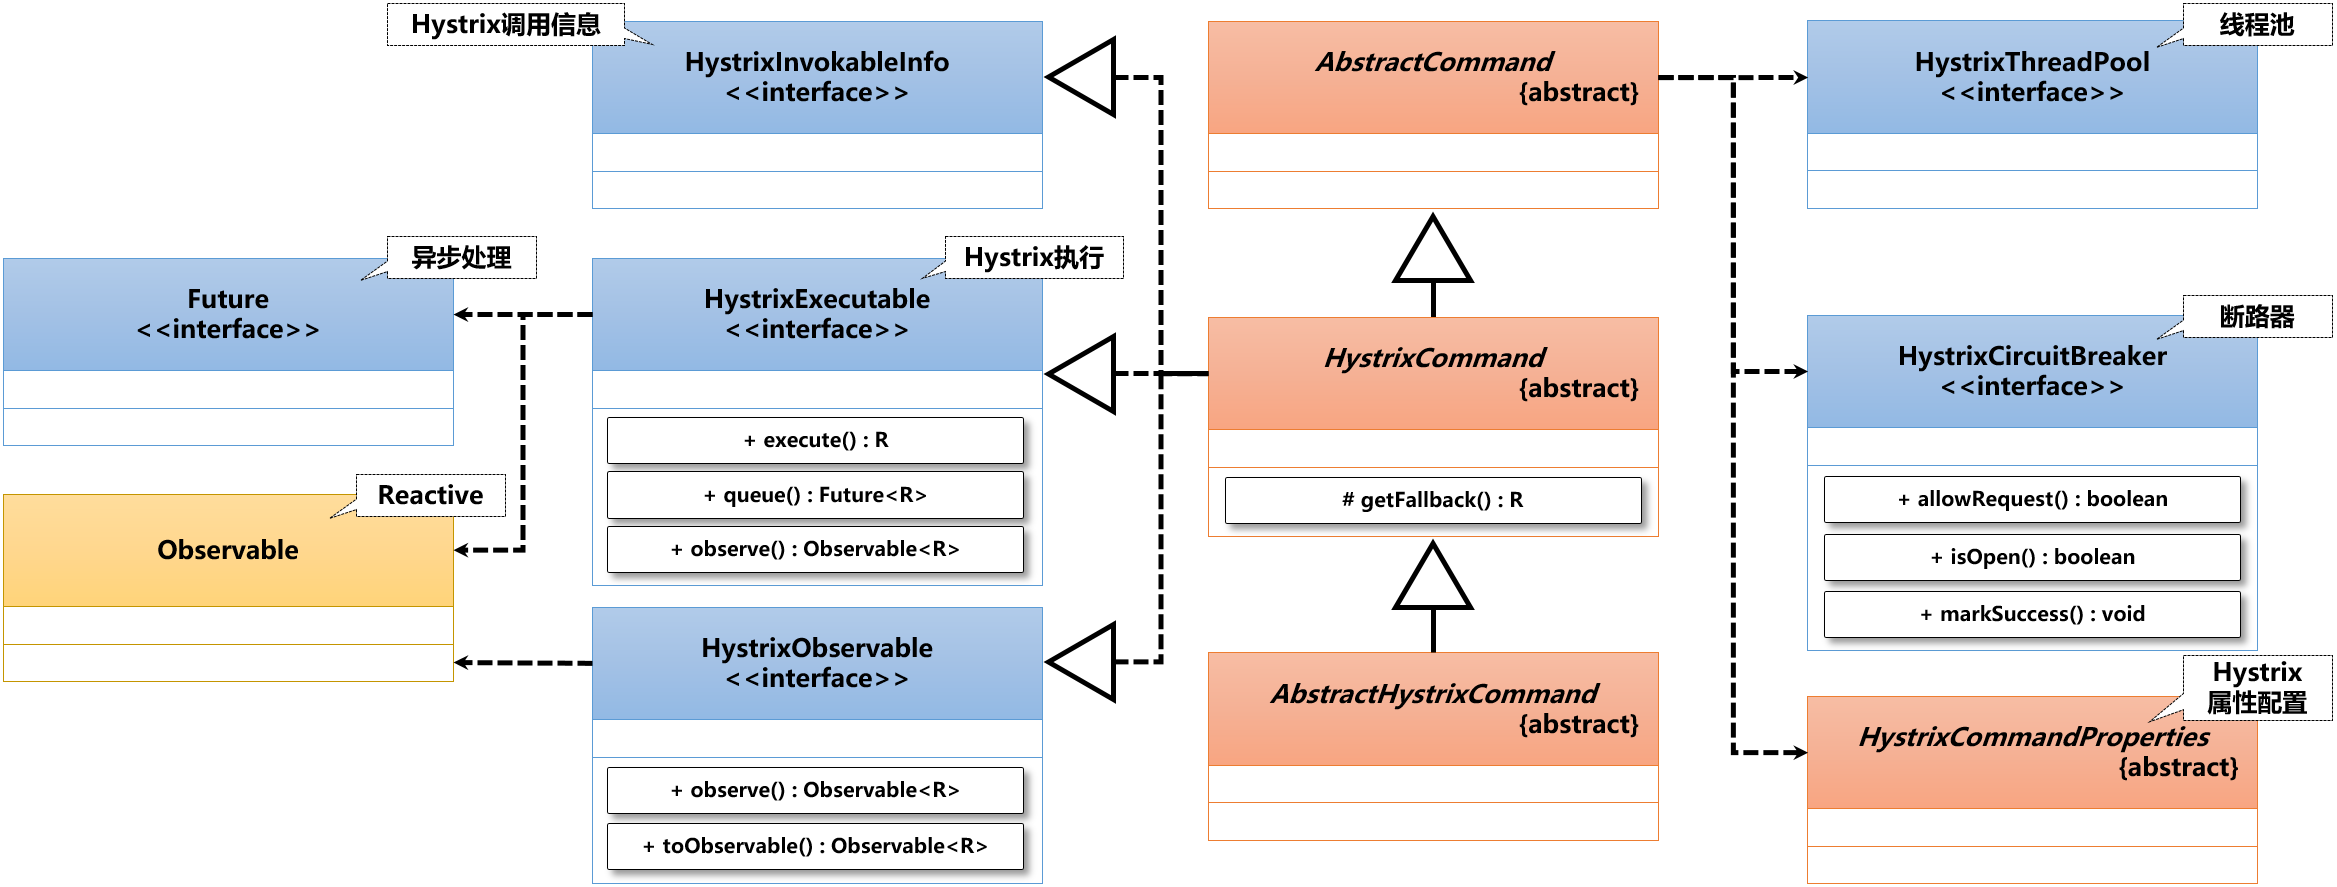 Hystrix调用信息
HystrixInvokableInfo
<<interface>>
AbstractCommand
{abstract}
线程池
HystrixThreadPool
<<interface>>
异步处理
Future
<<interface>>
Hystrix执行
HystrixExecutable
<<interface>>
+ execute() : R
+ queue() : Future<R>
+ observe() : Observable<R>
HystrixCommand
{abstract}
# getFallback() : R
断路器
HystrixCircuitBreaker
<<interface>>
+ allowRequest() : boolean
+ isOpen() : boolean
+ markSuccess() : void
Reactive
Observable
HystrixObservable
<<interface>>
+ observe() : Observable<R>
+ toObservable() : Observable<R>
AbstractHystrixCommand
{abstract}
Hystrix
属性配置
HystrixCommandProperties
{abstract}